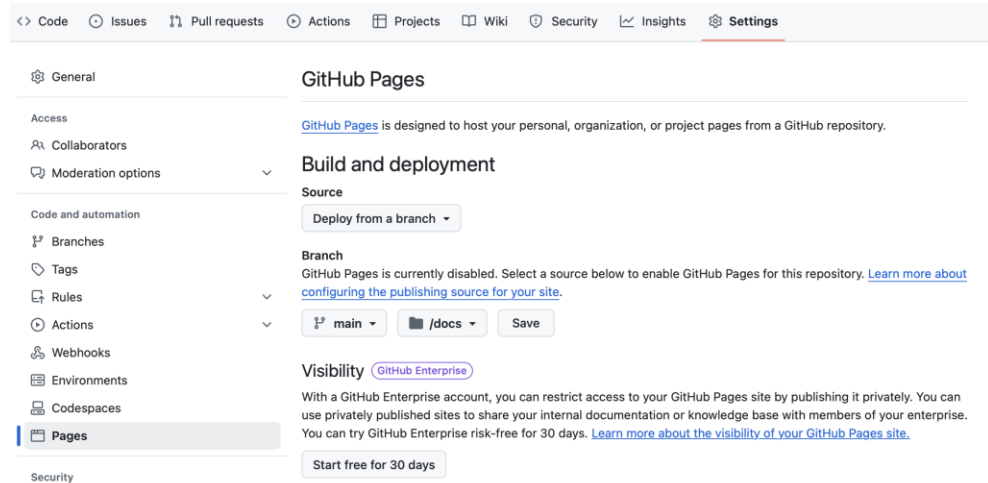 Code Issues Pull requests Actions Projects Wiki Security Insights Settings
General
Access
Collaborators
Moderation options
Code and automation
Branches
Tags
Rules
Actions
Webhooks
Environments
Codespaces
Pages
Security
GitHub Pages
GitHub Pages is designed to host your personal, organization, or project pages from a GitHub repository.
Build and deployment
Source
Deploy from a branch
Branch
GitHub Pages is currently disabled. Select a source below to enable GitHub Pages for this repository. Learn more about
configuring the publishing source for your site.
main /docs Save
Visibility GitHub Enterprise
With a GitHub Enterprise account, you can restrict access to your GitHub Pages site by publishing it privately. You can
use privately published sites to share your internal documentation or knowledge base with members of your enterprise.
You can try GitHub Enterprise risk-free for 30 days. Learn more about the visibility of your GitHub Pages site.
Start free for 30 days